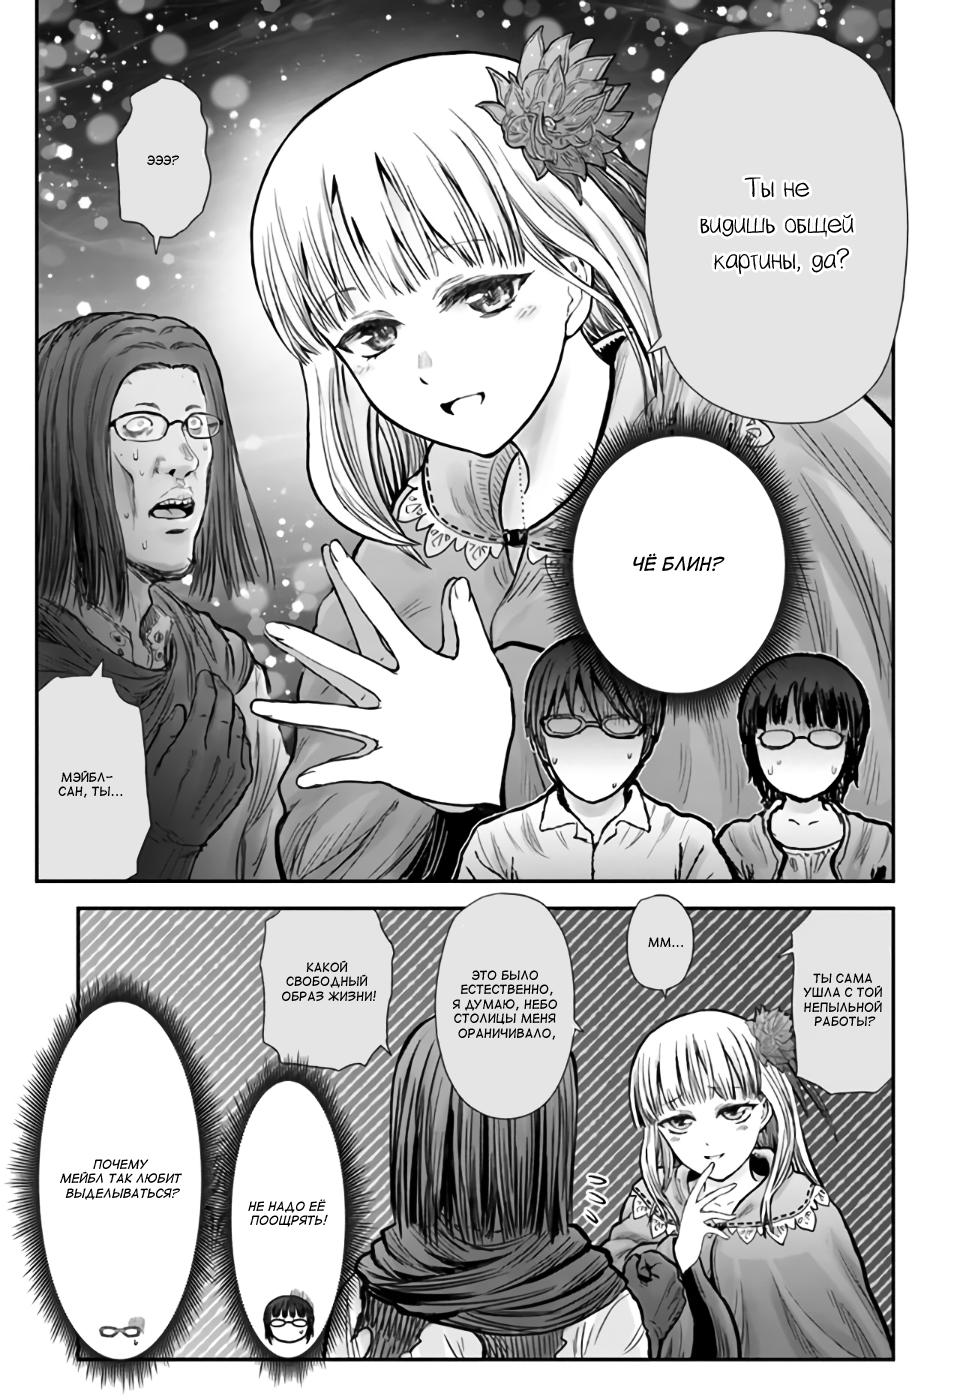 Ты не
видишь общей
картины, да?
ЭЭЭ?
ЧЁ БЛИН?
МЭЙБЛ-
САН, ТЫ...
ТЫ САМА
УШЛА С ТОЙ
НЕПЫЛЬНОЙ
РАБОТЫ?
ММ...
ЭТО БЫЛО
ЕСТЕСТВЕННО,
Я ДУМАЮ, НЕБО
СТОЛИЦЫ МЕНЯ
ОРАНИЧИВАЛО,
КАКОЙ
СВОБОДНЫЙ
ОБРАЗ ЖИЗНИ!
НЕ НАДО ЕЁ
ПООЩРЯТЬ!
ПОЧЕМУ
МЕЙБЛ ТАК ЛЮБИТ
ВЫДЕЛЫВАТЬСЯ?